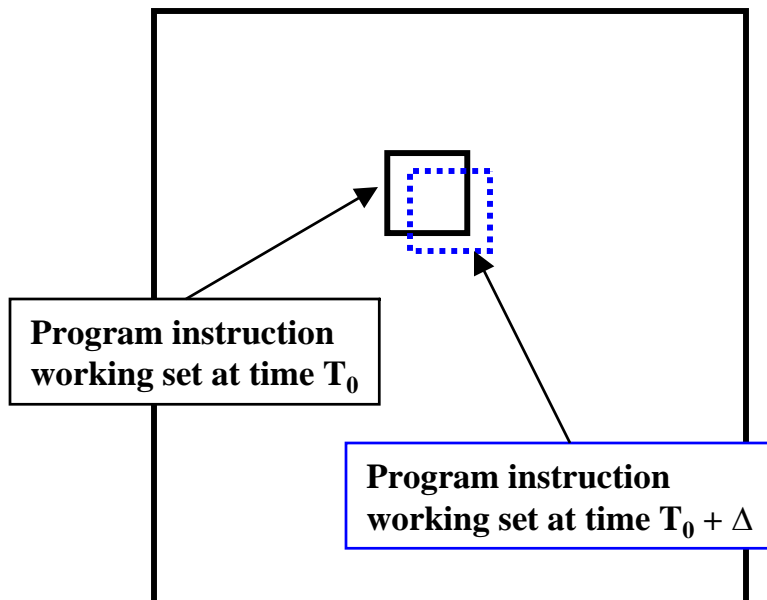 Program instruction
working set at time T₀
Program instruction
working set at time T₀ + Δ